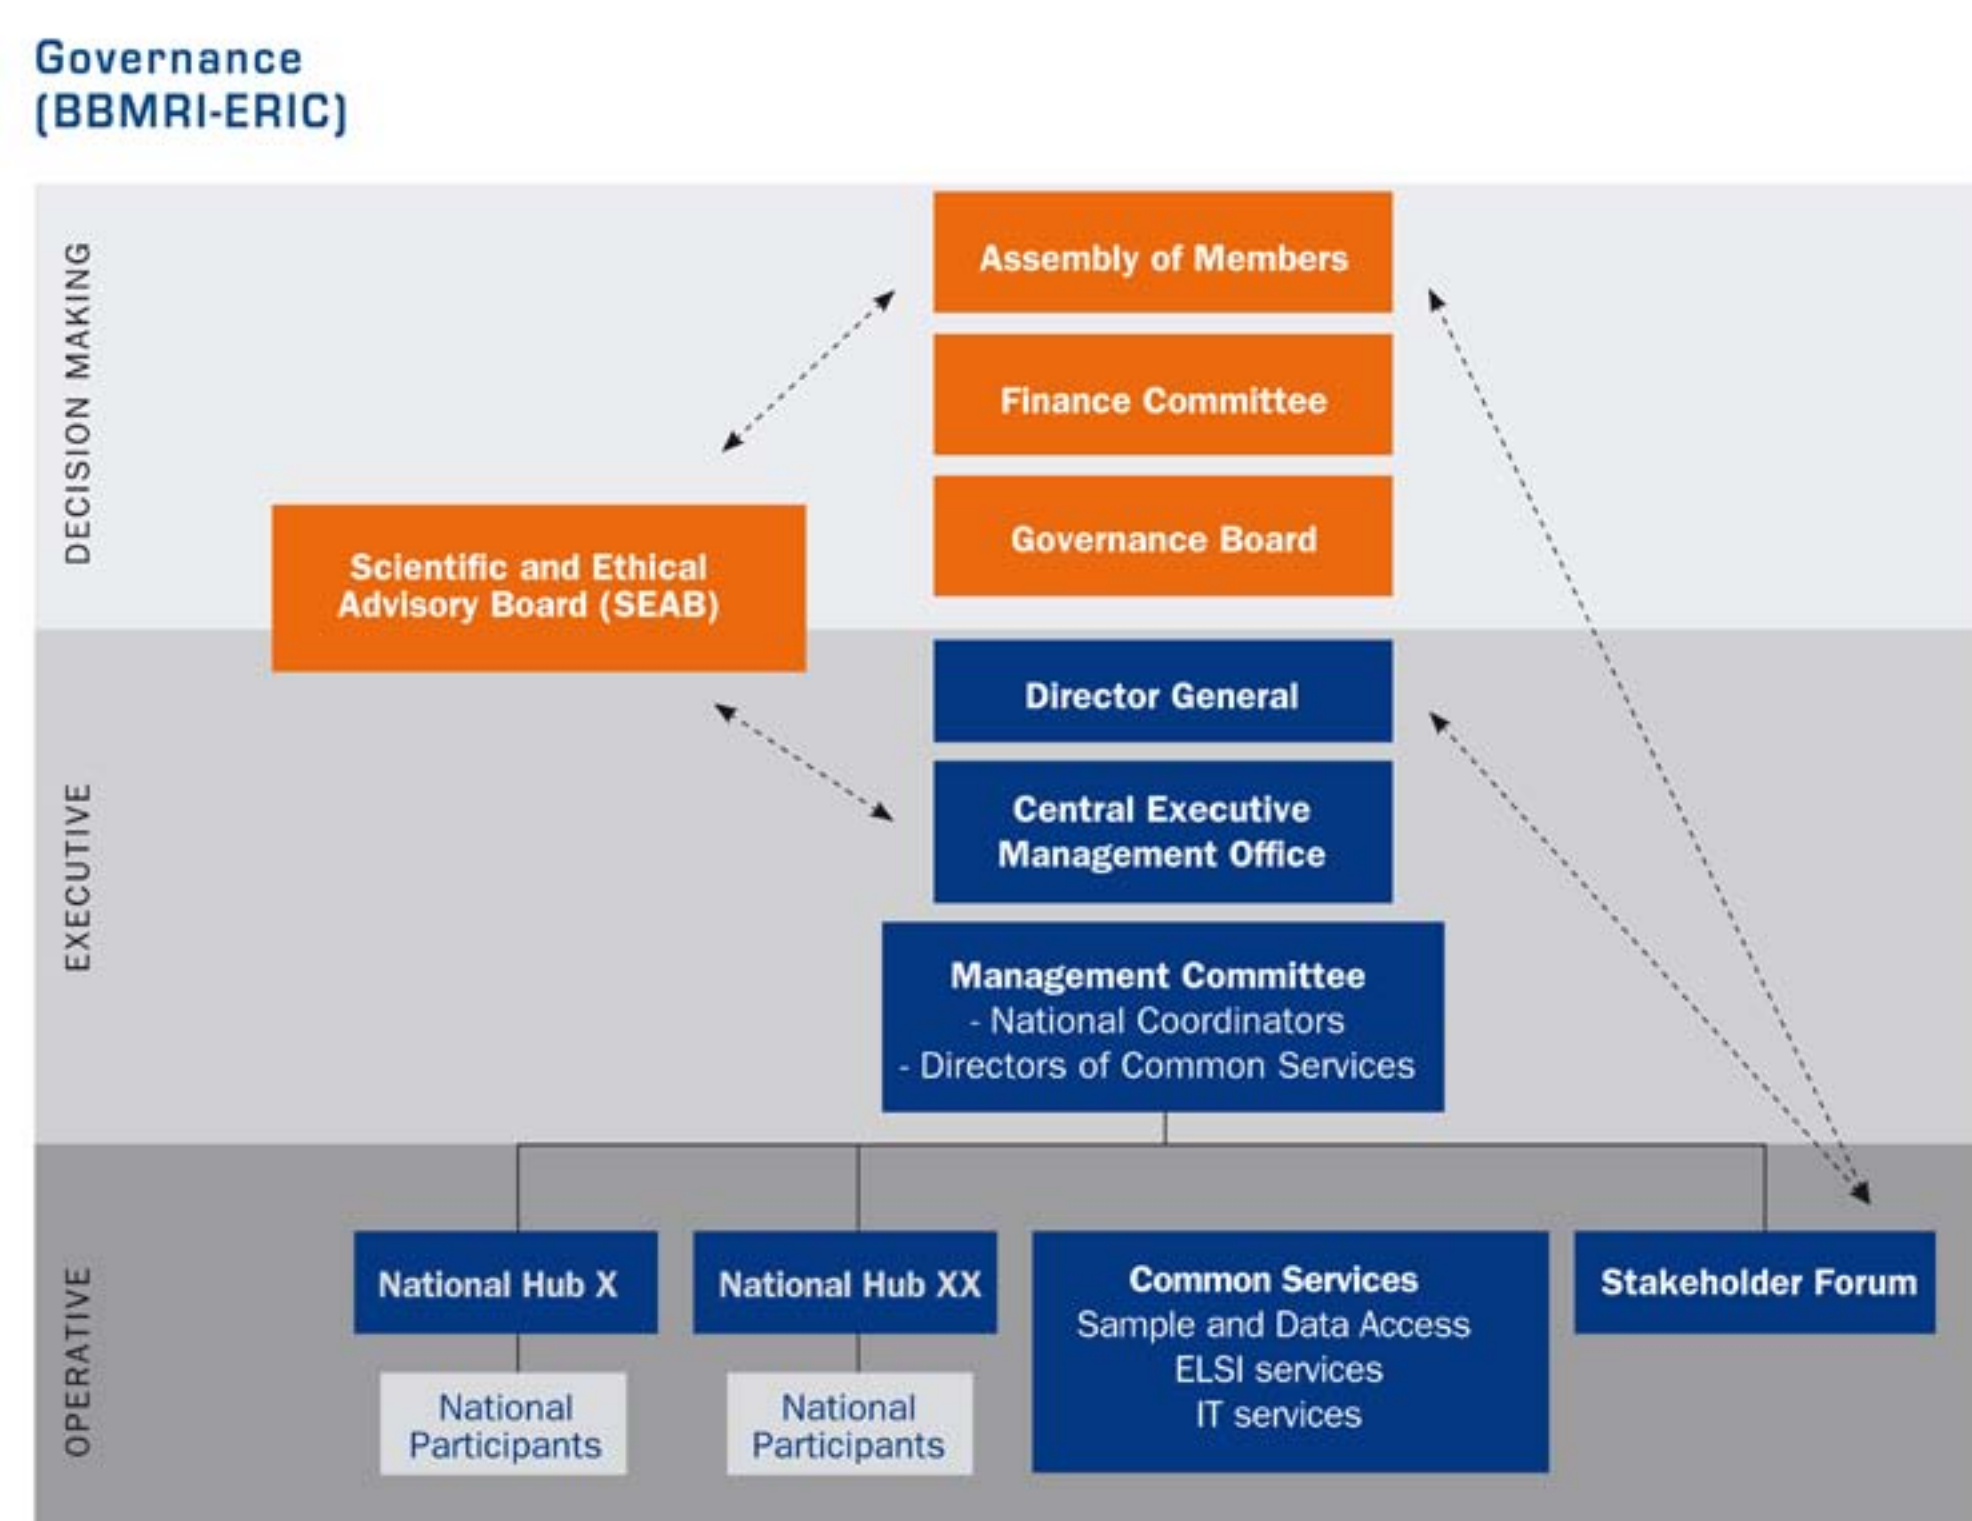 Governance
(BBMRI-ERIC)
DECISION MAKING
Assembly of Members
Finance Committee
Governance Board
Scientific and Ethical
Advisory Board (SEAB)
EXECUTIVE
Director General
Central Executive
Management Office
Management Committee
- National Coordinators
- Directors of Common Services
OPERATIVE
National Hub X
National Participants
National Hub XX
National Participants
Common Services
Sample and Data Access
ELSI services
IT services
Stakeholder Forum